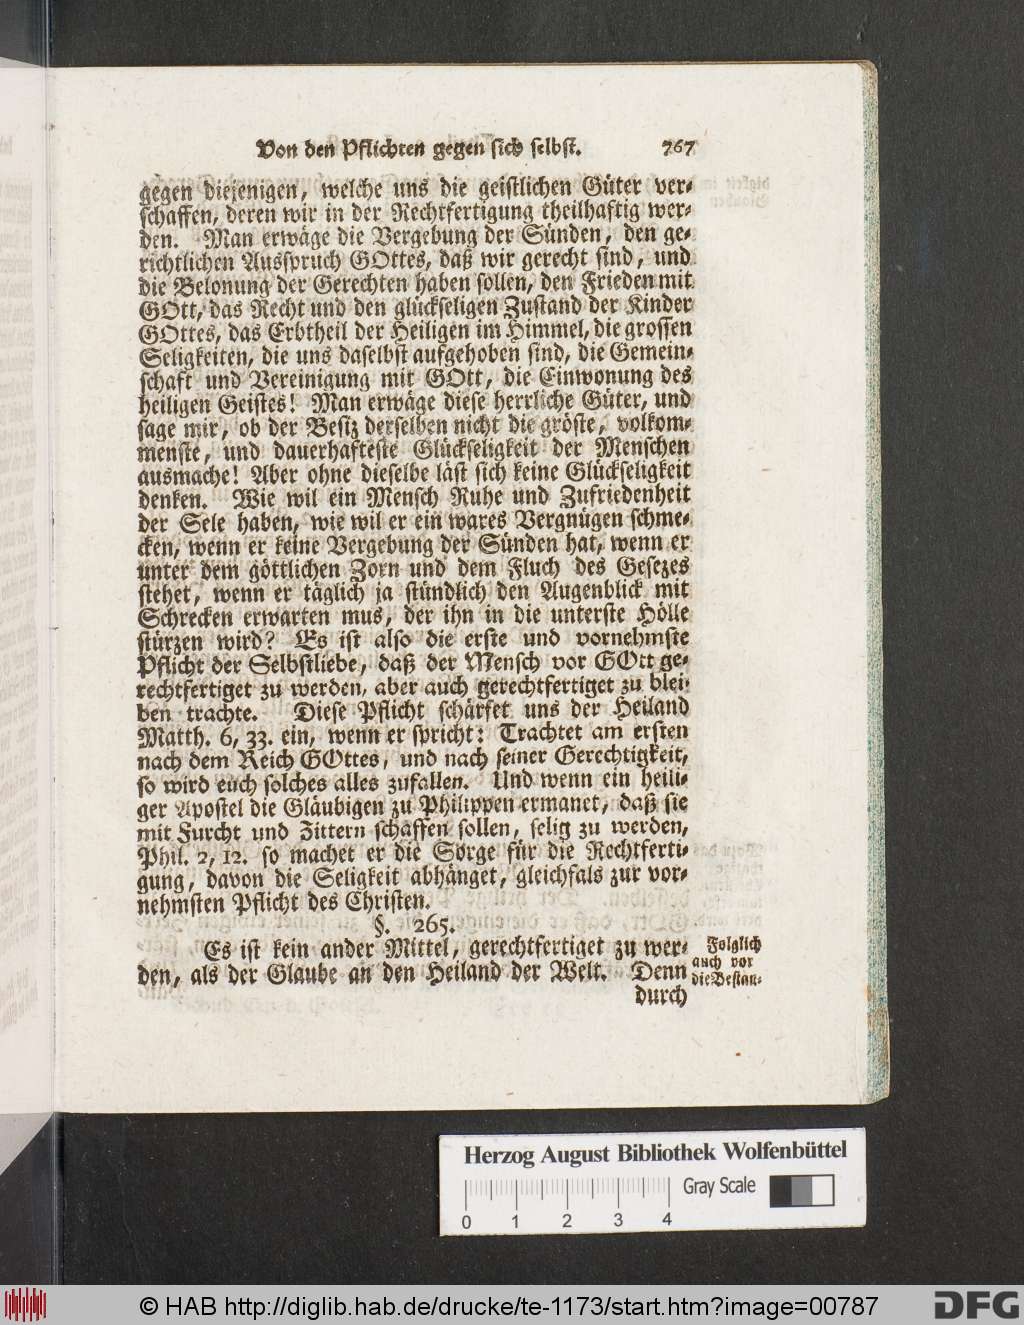 Von den Pflichten gegen sich selbst. 767
gegen diejenigen, welche uns die geistlichen Güter ver-
schaffen, deren wir in der Rechtfertigung theilhaftig wer-
den. Man erwäge die Vergebung der Sünden, den ge-
richtlichen Ausspruch GOttes, daß wir gerecht sind, und
die Belonung der Gerechten haben sollen, den Frieden mit
GOtt, das Recht und den glückseligen Zustand der Kinder
GOttes, das Erbtheil der Heiligen im Himmel, die grossen
Seligkeiten, die uns daselbst aufgehoben sind, die Gemein-
schaft und Vereinigung mit GOtt, die Einwonung des
heiligen Geistes! Man erwäge diese herrliche Güter, und
sage mir, ob der Besiz derselben nicht die gröste, volkom-
menste, und dauerhafteste Glückseligkeit der Menschen
ausmache! Aber ohne dieselbe läst sich keine Glückseligkeit
denken. Wie wil ein Mensch Ruhe und Zufriedenheit
der Sele haben, wie wil er ein wares Vergnügen schme-
cken, wenn er keine Vergebung der Sünden hat, wenn er
unter dem göttlichen Zorn und dem Fluch des Gesezes
stehet, wenn er täglich ja stündlich den Augenblick mit
Schrecken erwarten mus, der ihn in die unterste Hölle
stürzen wird? Es ist also die erste und vornehmste
Pflicht der Selbstliebe, daß der Mensch vor GOtt ge-
rechtfertiget zu werden, aber auch gerechtfertiget zu blei-
ben trachte. Diese Pflicht schärfet uns der Heiland
Matth. 6, 33. ein, wenn er spricht: Trachtet am ersten
nach dem Reich GOttes, und nach seiner Gerechtigkeit,
so wird euch solches alles zufallen. Und wenn ein heili-
ger Apostel die Gläubigen zu Philippen ermanet, daß sie
mit Furcht und Zittern schaffen sollen, selig zu werden,
Phil. 2, 12. so machet er die Sorge für die Rechtferti-
gung, davon die Seligkeit abhänget, gleichfals zur vor-
nehmsten Pflicht des Christen.
§. 265.
Es ist kein ander Mittel, gerechtfertiget zu wer-
den, als der Glaube an den Heiland der Welt. Denn
durch
Folglich
auch vor
die Bestän-
Herzog August Bibliothek Wolfenbüttel
Gray Scale
0 1 2 3 4
© HAB http://diglib.hab.de/drucke/te-1173/start.htm?image=00787
DFG